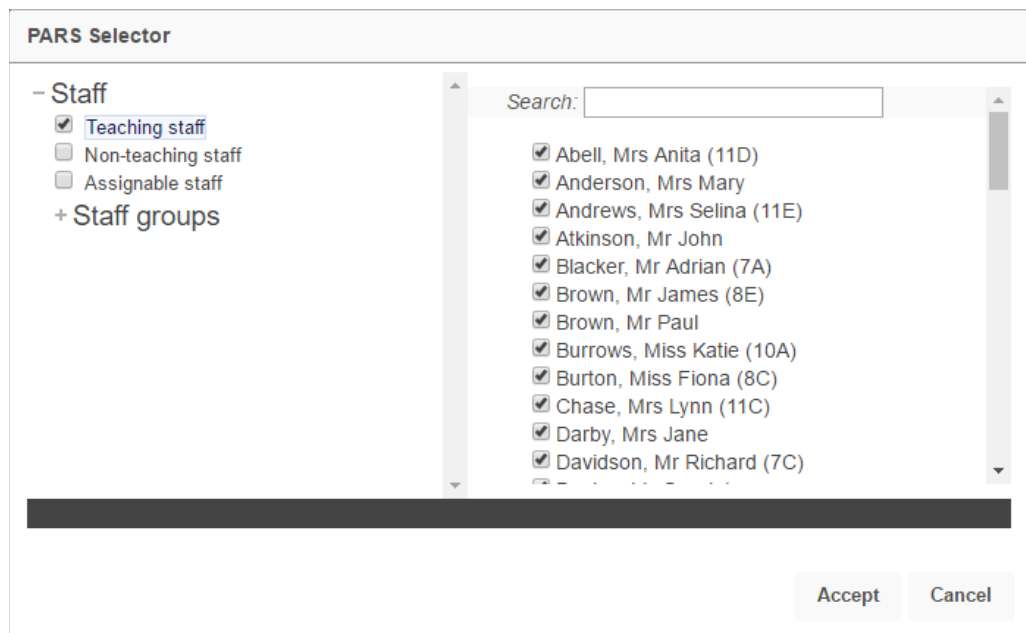 PARS Selector
− Staff
Teaching staff
Non-teaching staff
Assignable staff
+ Staff groups
Search:
Abell, Mrs Anita (11D)
Anderson, Mrs Mary
Andrews, Mrs Selina (11E)
Atkinson, Mr John
Blacker, Mr Adrian (7A)
Brown, Mr James (8E)
Brown, Mr Paul
Burrows, Miss Katie (10A)
Burton, Miss Fiona (8C)
Chase, Mrs Lynn (11C)
Darby, Mrs Jane
Davidson, Mr Richard (7C)
Accept
Cancel